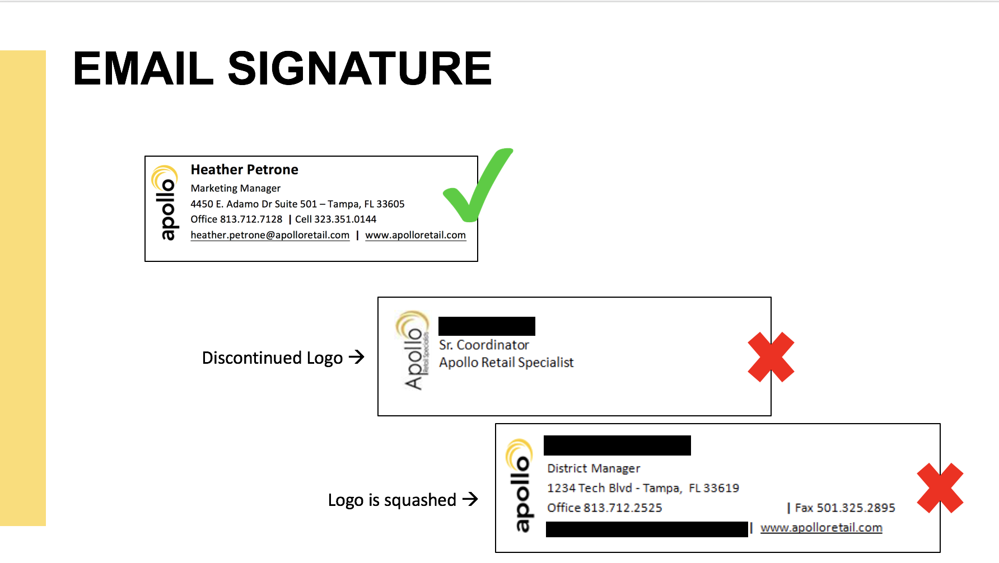 EMAIL SIGNATURE
apollo
Heather Petrone
Marketing Manager
4450 E. Adamo Dr Suite 501 – Tampa, FL 33605
Office 813.712.7128 | Cell 323.351.0144
heather.petrone@apolloretail.com | www.apolloretail.com
Discontinued Logo →
Apollo
Retail Specialists
Sr. Coordinator
Apollo Retail Specialist
Logo is squashed →
apollo
District Manager
1234 Tech Blvd - Tampa, FL 33619
Office 813.712.2525 | Fax 501.325.2895
| www.apolloretail.com